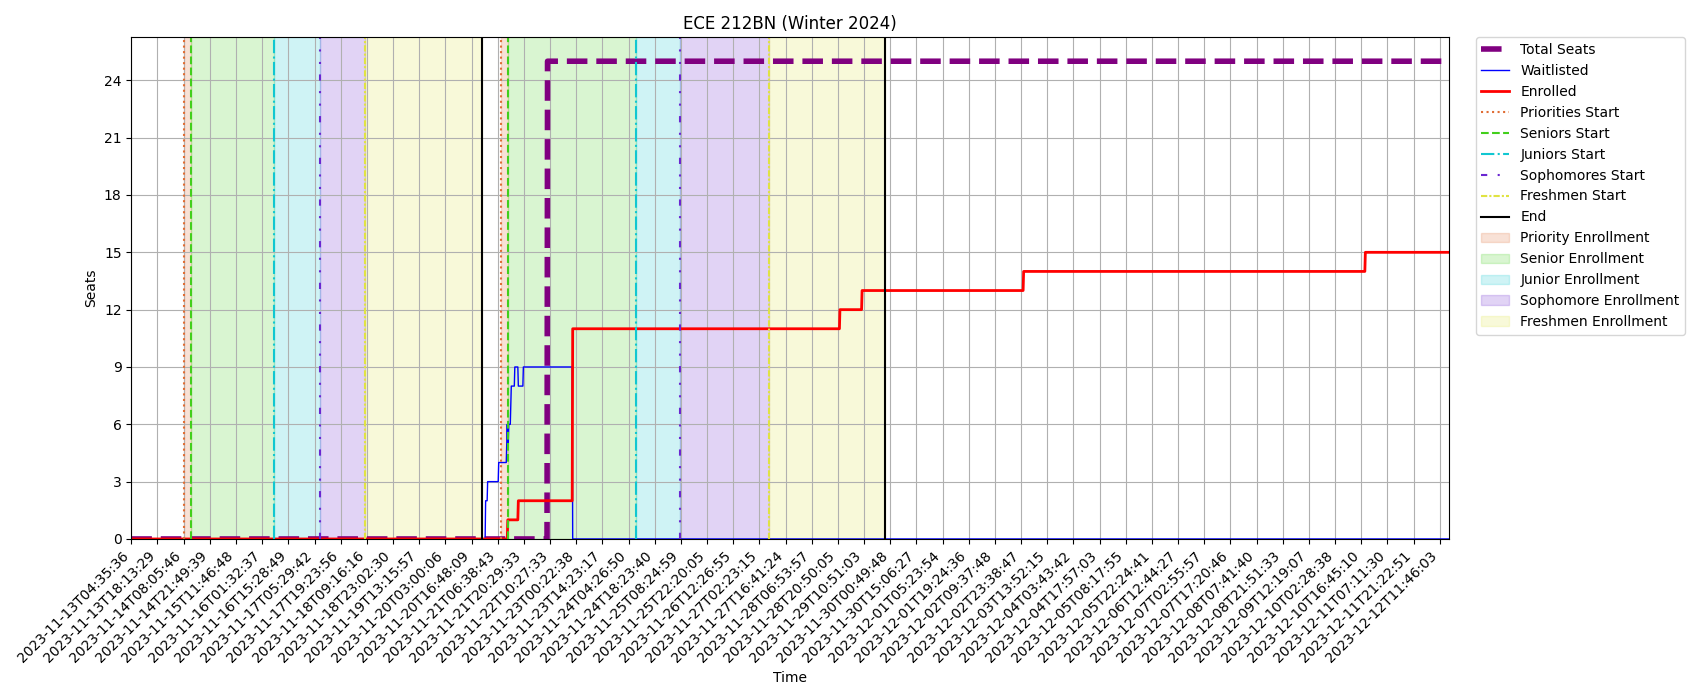 ECE 212BN (Winter 2024)
24
21
18
15
12
9
6
3
0
Seats
2023-11-13T04:35:36
2023-11-13T18:13:29
2023-11-14T08:05:46
2023-11-14T21:49:39
2023-11-15T11:46:48
2023-11-16T01:32:37
2023-11-16T15:28:49
2023-11-17T05:29:42
2023-11-17T19:23:56
2023-11-18T09:16:16
2023-11-18T23:02:30
2023-11-19T13:15:57
2023-11-20T03:00:06
2023-11-20T16:48:09
2023-11-21T06:38:43
2023-11-21T20:29:33
2023-11-22T10:27:33
2023-11-23T00:22:38
2023-11-23T14:23:17
2023-11-24T04:26:50
2023-11-24T18:23:40
2023-11-25T08:24:59
2023-11-25T22:20:05
2023-11-26T12:26:55
2023-11-27T02:23:15
2023-11-27T16:41:24
2023-11-28T06:53:57
2023-11-28T20:50:05
2023-11-29T10:51:03
2023-11-30T00:49:48
2023-11-30T15:06:27
2023-12-01T05:23:54
2023-12-01T19:24:36
2023-12-02T09:37:48
2023-12-02T23:38:47
2023-12-03T13:52:15
2023-12-04T03:43:42
2023-12-04T17:57:03
2023-12-05T08:17:55
2023-12-05T22:24:41
2023-12-06T12:44:27
2023-12-07T02:55:57
2023-12-07T17:20:46
2023-12-08T07:41:40
2023-12-08T21:51:33
2023-12-09T12:19:07
2023-12-10T02:28:38
2023-12-10T16:45:10
2023-12-11T07:11:30
2023-12-11T21:22:51
2023-12-12T11:46:03
Time
Total Seats
Waitlisted
Enrolled
Priorities Start
Seniors Start
Juniors Start
Sophomores Start
Freshmen Start
End
Priority Enrollment
Senior Enrollment
Junior Enrollment
Sophomore Enrollment
Freshmen Enrollment